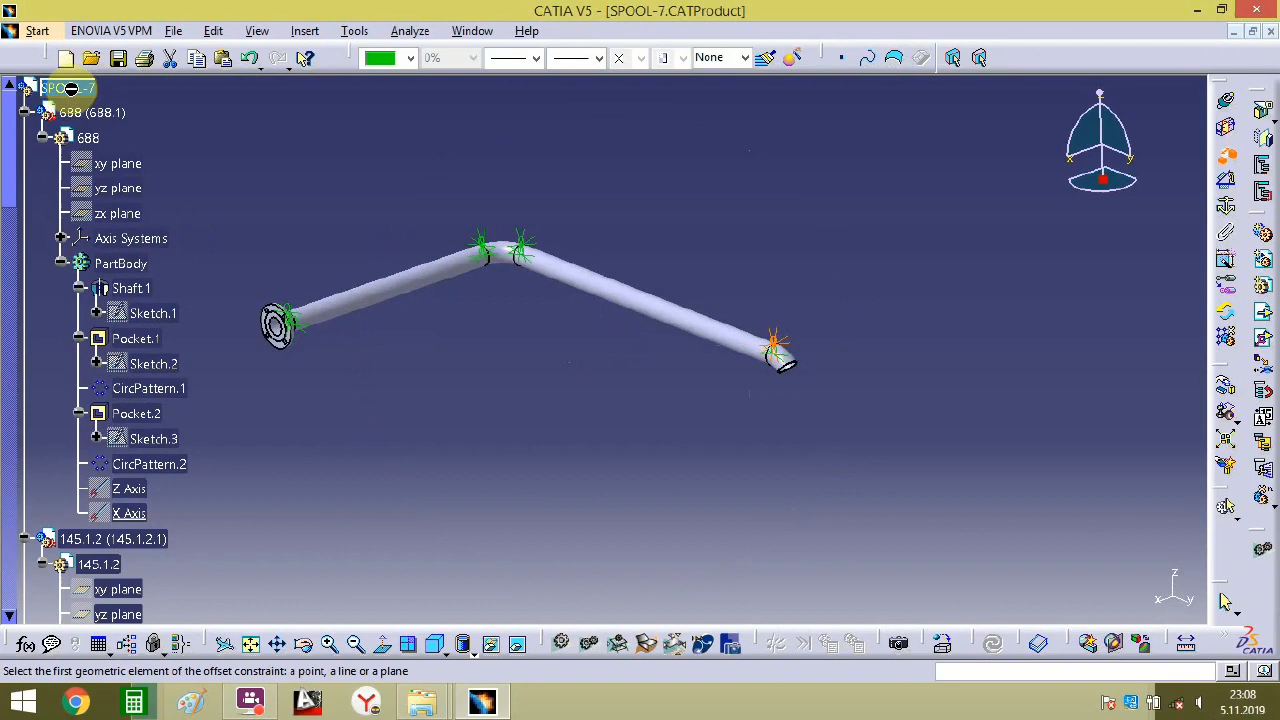 CATIA V5 - [SPOOL-7.CATProduct]
Start ENOVIA V5 VPM File Edit View Insert Tools Analyze Window Help
0% None
688 (688.1)
688
xy plane
yz plane
zx plane
Axis Systems
PartBody
Shaft.1
Sketch.1
Pocket.1
Sketch.2
CircPattern.1
Pocket.2
Sketch.3
CircPattern.2
Z Axis
X Axis
145.1.2 (145.1.2.1)
145.1.2
xy plane
yz plane
x y
z
x y
f(x)
DS CATIA
Select the first geometric element of the offset constraint: a point, a line or a plane
23:08
5.11.2019